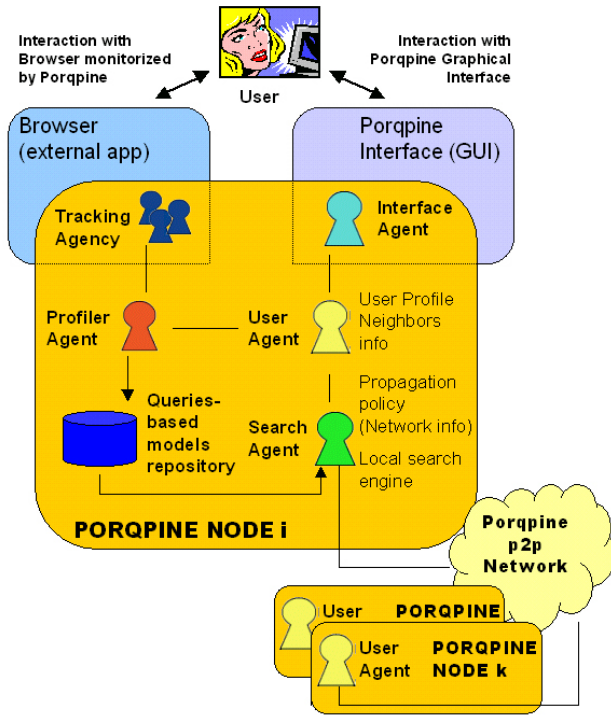 Interaction with
Browser monitorized
by Porqpine
User
Interaction with
Porqpine Graphical
Interface
Browser
(external app)
Porqpine
Interface (GUI)
Tracking
Agency
Interface
Agent
Profiler
Agent
User
Agent
User Profile
Neighbors
info
Queries-
based
models
repository
Search
Agent
Propagation
policy
(Network info)
Local search
engine
PORQPINE NODE i
Porqpine
p2p
Network
User
PORQPINE
User
Agent
PORQPINE
NODE k